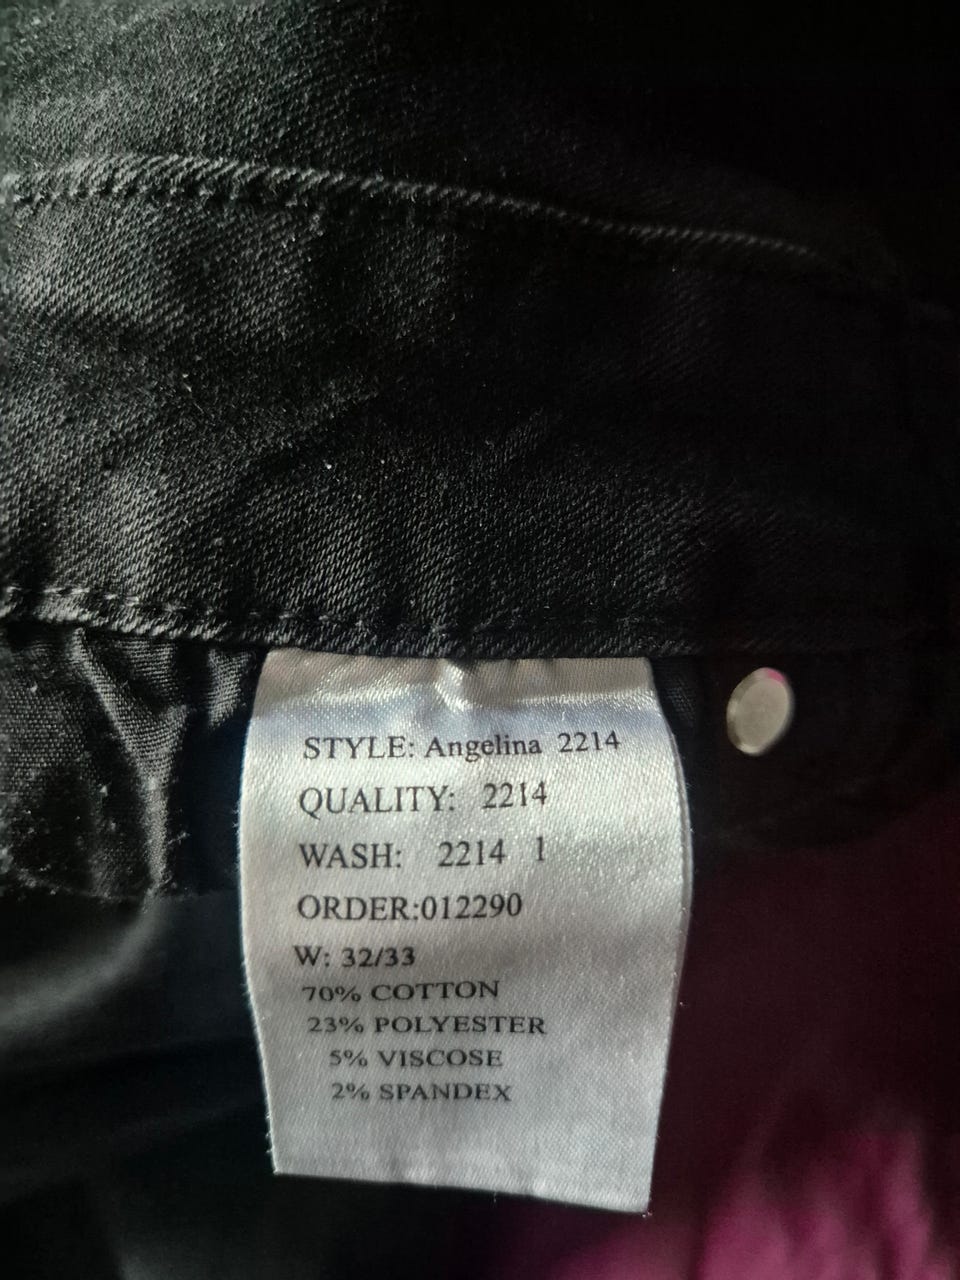 STYLE: Angelina 2214
QUALITY: 2214
WASH: 2214 1
ORDER:012290
W: 32/33
70% COTTON
23% POLYESTER
5% VISCOSE
2% SPANDEX